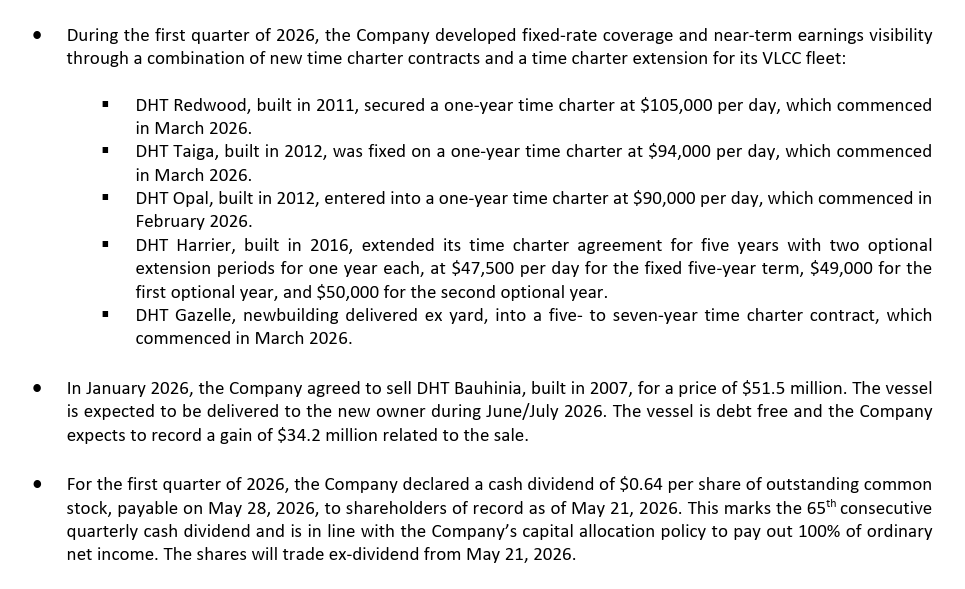 ● During the first quarter of 2026, the Company developed fixed-rate coverage and near-term earnings visibility
through a combination of new time charter contracts and a time charter extension for its VLCC fleet:
▪ DHT Redwood, built in 2011, secured a one-year time charter at $105,000 per day, which commenced
in March 2026.
▪ DHT Taiga, built in 2012, was fixed on a one-year time charter at $94,000 per day, which commenced
in March 2026.
▪ DHT Opal, built in 2012, entered into a one-year time charter at $90,000 per day, which commenced in
February 2026.
▪ DHT Harrier, built in 2016, extended its time charter agreement for five years with two optional
extension periods for one year each, at $47,500 per day for the fixed five-year term, $49,000 for the
first optional year, and $50,000 for the second optional year.
▪ DHT Gazelle, newbuilding delivered ex yard, into a five- to seven-year time charter contract, which
commenced in March 2026.
● In January 2026, the Company agreed to sell DHT Bauhinia, built in 2007, for a price of $51.5 million. The vessel
is expected to be delivered to the new owner during June/July 2026. The vessel is debt free and the Company
expects to record a gain of $34.2 million related to the sale.
● For the first quarter of 2026, the Company declared a cash dividend of $0.64 per share of outstanding common
stock, payable on May 28, 2026, to shareholders of record as of May 21, 2026. This marks the 65th consecutive
quarterly cash dividend and is in line with the Company’s capital allocation policy to pay out 100% of ordinary
net income. The shares will trade ex-dividend from May 21, 2026.